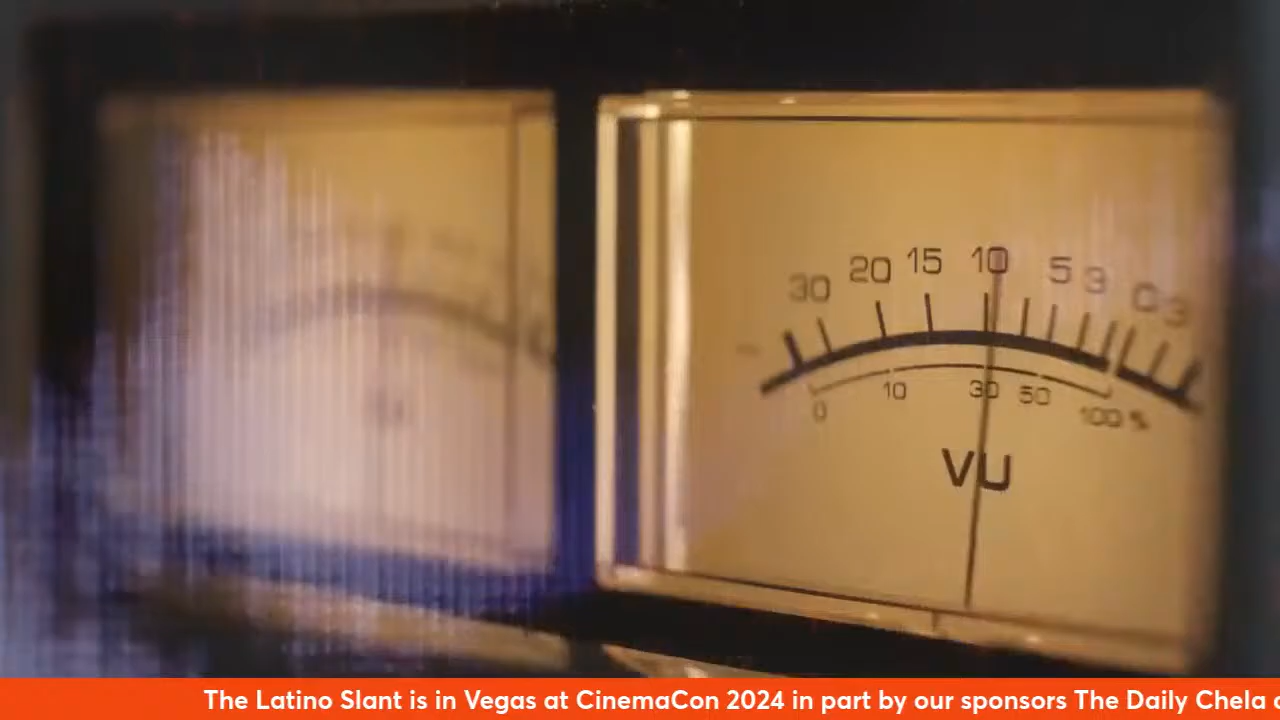 30 20 15 10 5 3 0 3
0 10 30 50 100 %
VU
The Latino Slant is in Vegas at CinemaCon 2024 in part by our sponsors The Daily Chela